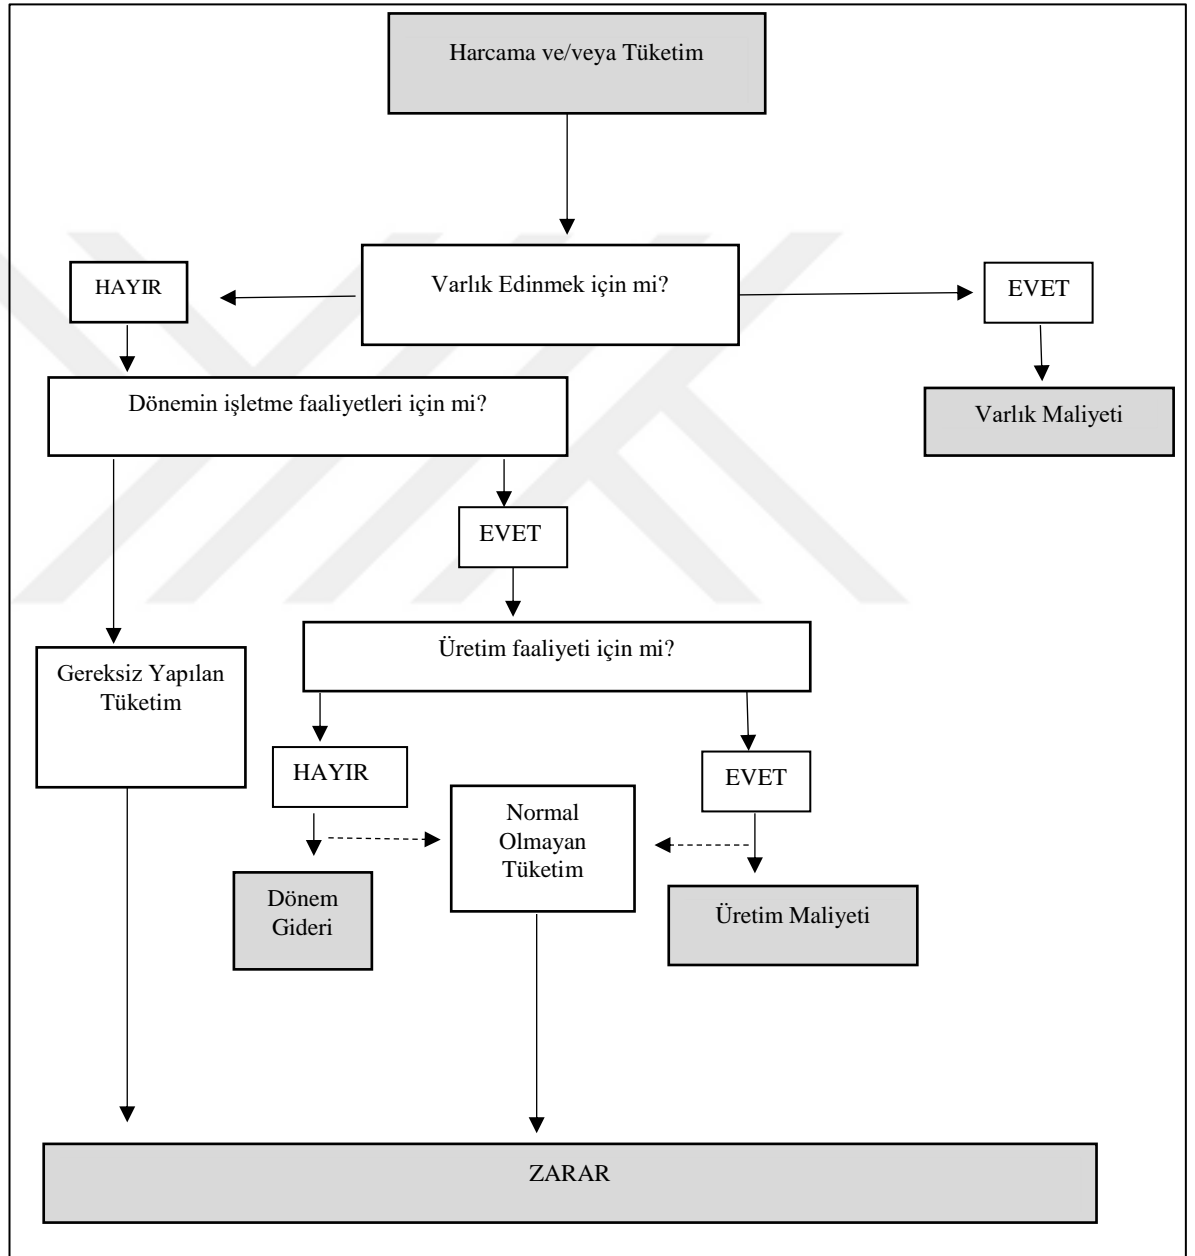 Harcama ve/veya Tüketim
Varlık Edinmek için mi?
HAYIR
EVET
Dönemin işletme faaliyetleri için mi?
Varlık Maliyeti
EVET
Üretim faaliyeti için mi?
Gereksiz Yapılan
Tüketim
HAYIR
EVET
Normal
Olmayan
Tüketim
Dönem
Gideri
Üretim Maliyeti
ZARAR